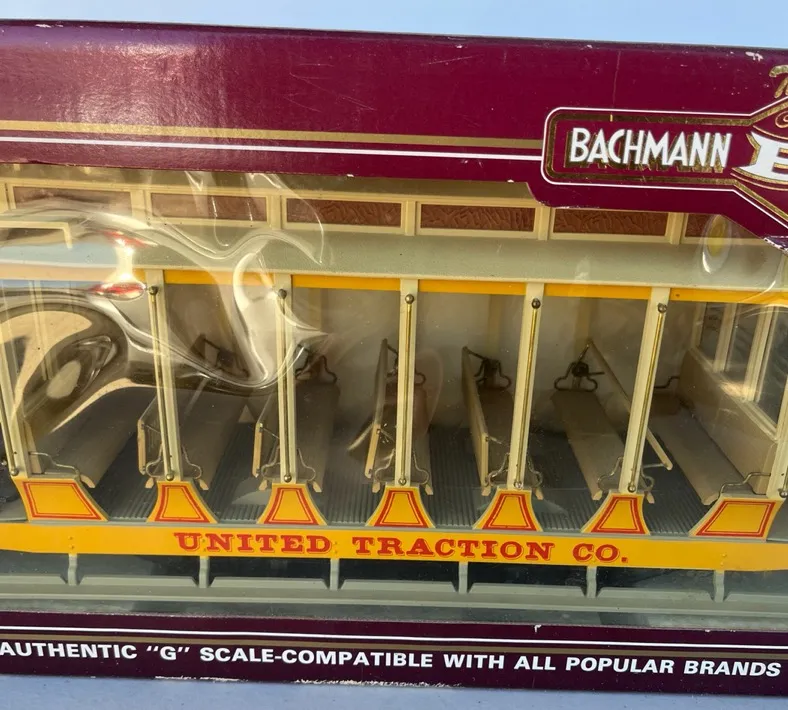 BACHMANN
UNITED TRACTION CO.
AUTHENTIC "G" SCALE-COMPATIBLE WITH ALL POPULAR BRANDS